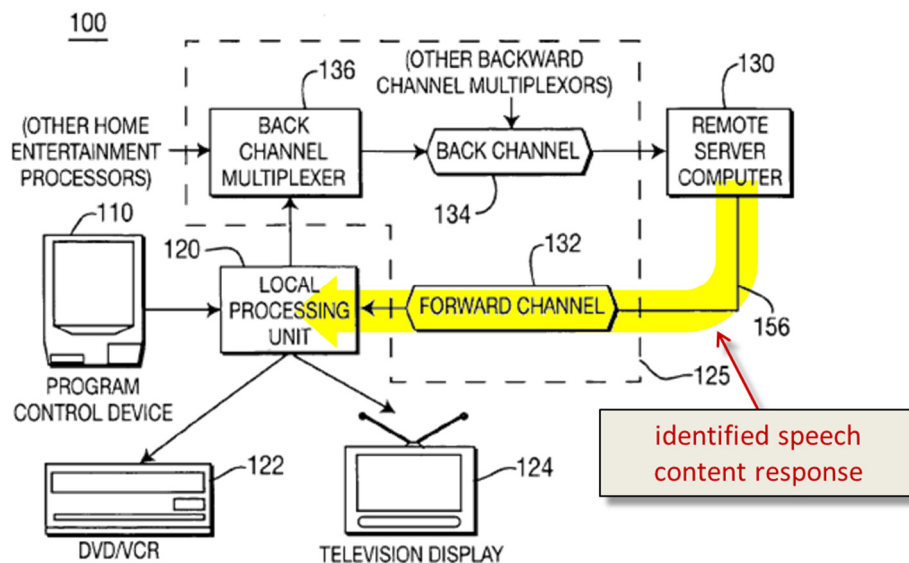 100
(OTHER HOME
ENTERTAINMENT
PROCESSORS)
136
BACK
CHANNEL
MULTIPLEXER
(OTHER BACKWARD
CHANNEL MULTIPLEXORS)
BACK CHANNEL
134
130
REMOTE
SERVER
COMPUTER
110
PROGRAM
CONTROL DEVICE
120
LOCAL
PROCESSING
UNIT
132
FORWARD CHANNEL
156
125
identified speech
content response
122
DVD/VCR
124
TELEVISION DISPLAY